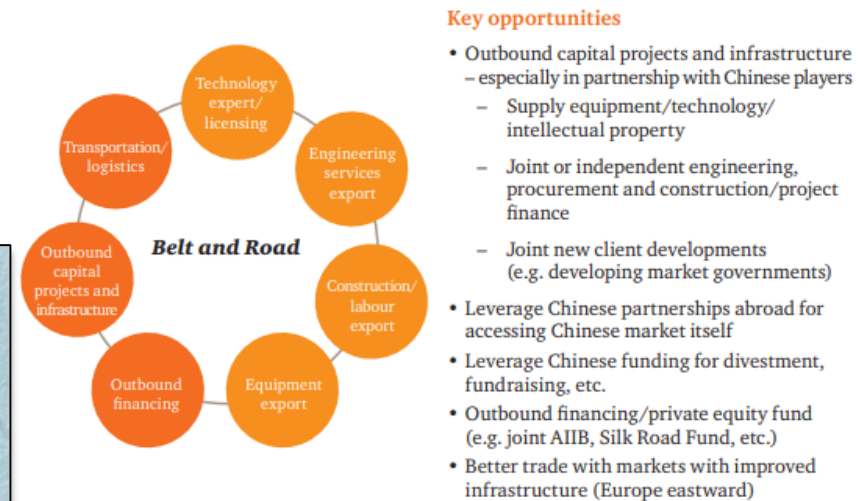 Technology
expert/
licensing
Engineering
services
export
Construction/
labour
export
Equipment
export
Outbound
financing
Outbound
capital
projects and
infrastructure
Transportation/
logistics
Belt and Road
Key opportunities
• Outbound capital projects and infrastructure
– especially in partnership with Chinese players
– Supply equipment/technology/
intellectual property
– Joint or independent engineering,
procurement and construction/project
finance
– Joint new client developments
(e.g. developing market governments)
• Leverage Chinese partnerships abroad for
accessing Chinese market itself
• Leverage Chinese funding for divestment,
fundraising, etc.
• Outbound financing/private equity fund
(e.g. joint AIIB, Silk Road Fund, etc.)
• Better trade with markets with improved
infrastructure (Europe eastward)